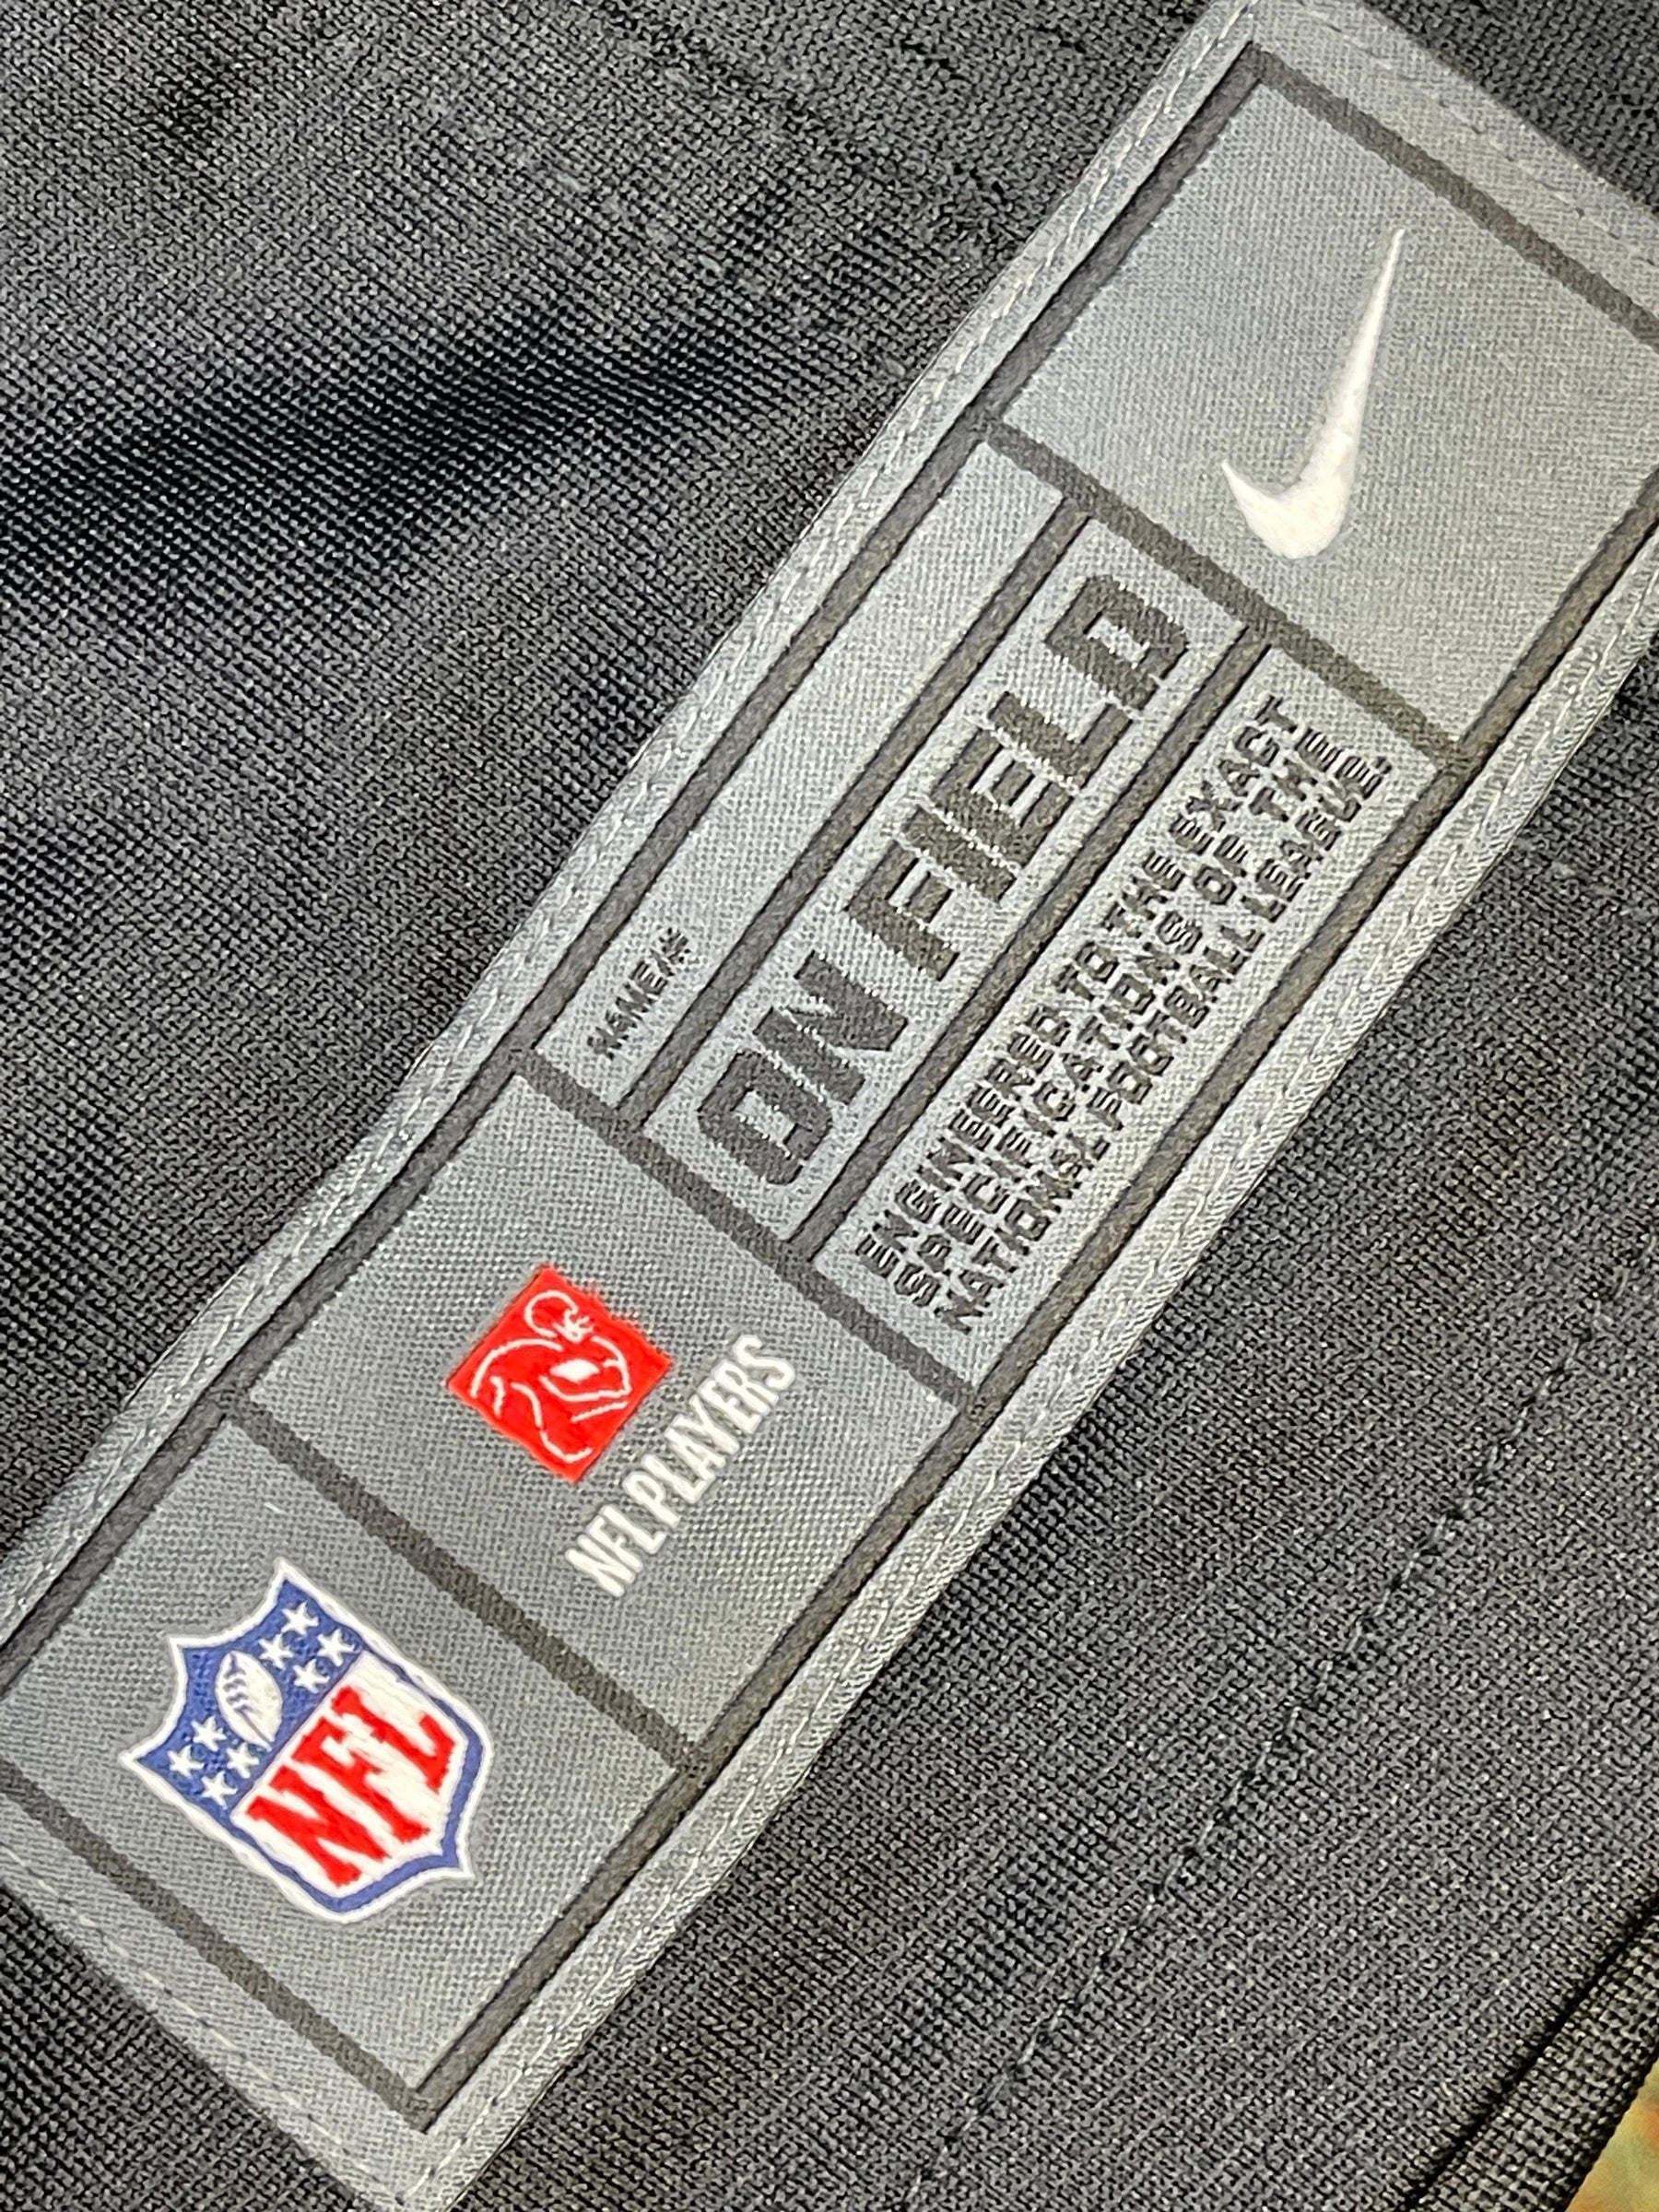 NAME/#
ON FIELD
ENGINEERED TO THE EXACT
SPECIFICATIONS OF THE
NATIONAL FOOTBALL LEAGUE.
NFL PLAYERS
NFL